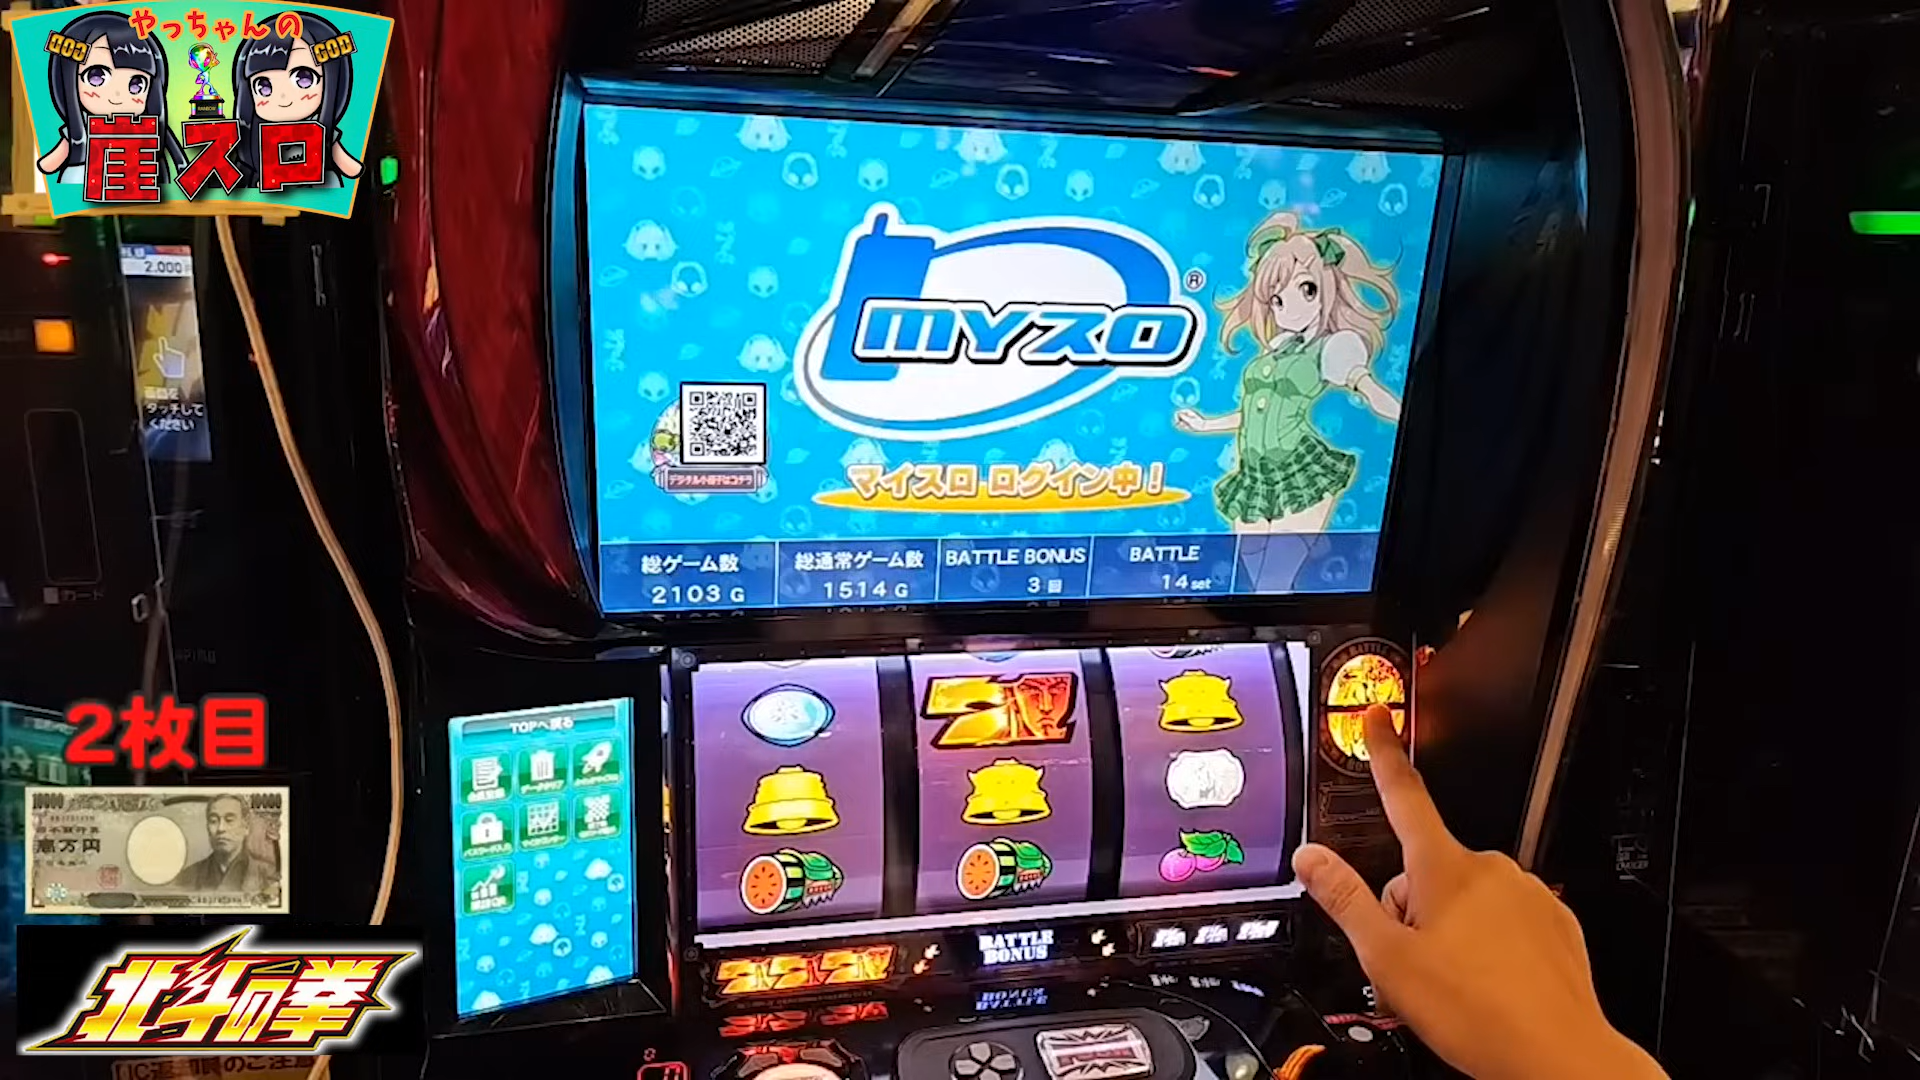 やっちゃんの
崖スロ
GOD
GOD
2,000
画面を
タッチして
ください
MYスロ
®
マイスロ ログイン中!
デジタル小冊子はコチラ
総ゲーム数
2103 G
総通常ゲーム数
1514 G
BATTLE BONUS
3 回
BATTLE
14 set
2枚目
10000
10000
壱万円
TOPへ戻る
BATTLE
BONUS
北斗の拳